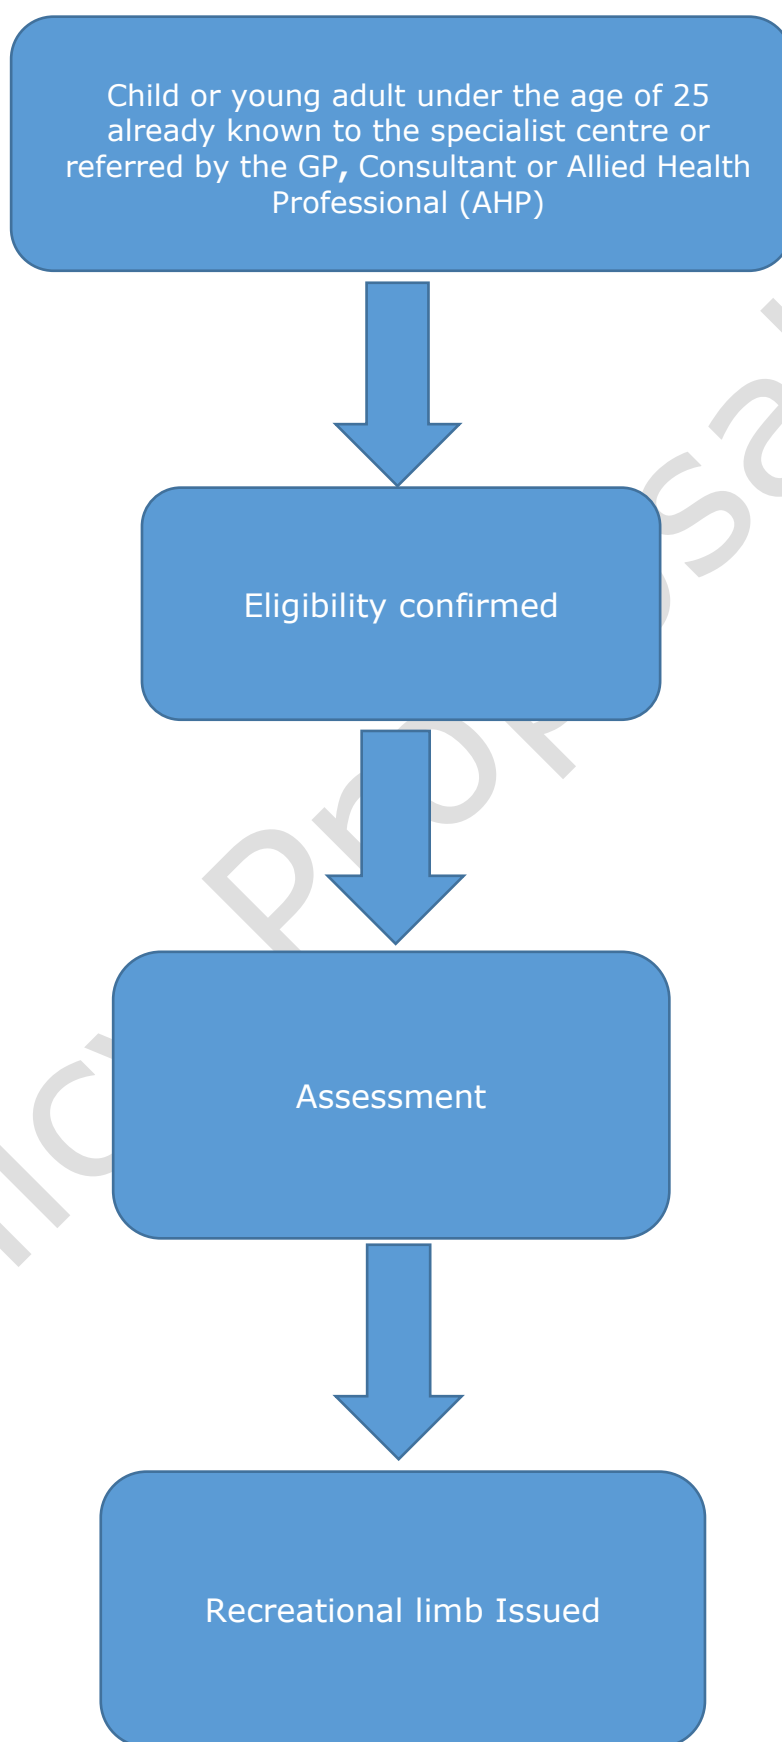 Child or young adult under the age of 25
already known to the specialist centre or
referred by the GP, Consultant or Allied Health
Professional (AHP)
Eligibility confirmed
Assessment
Recreational limb Issued